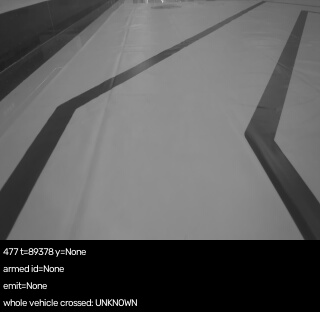 477 t=89378 y=None
armed id=None
emit=None
whole vehicle crossed: UNKNOWN